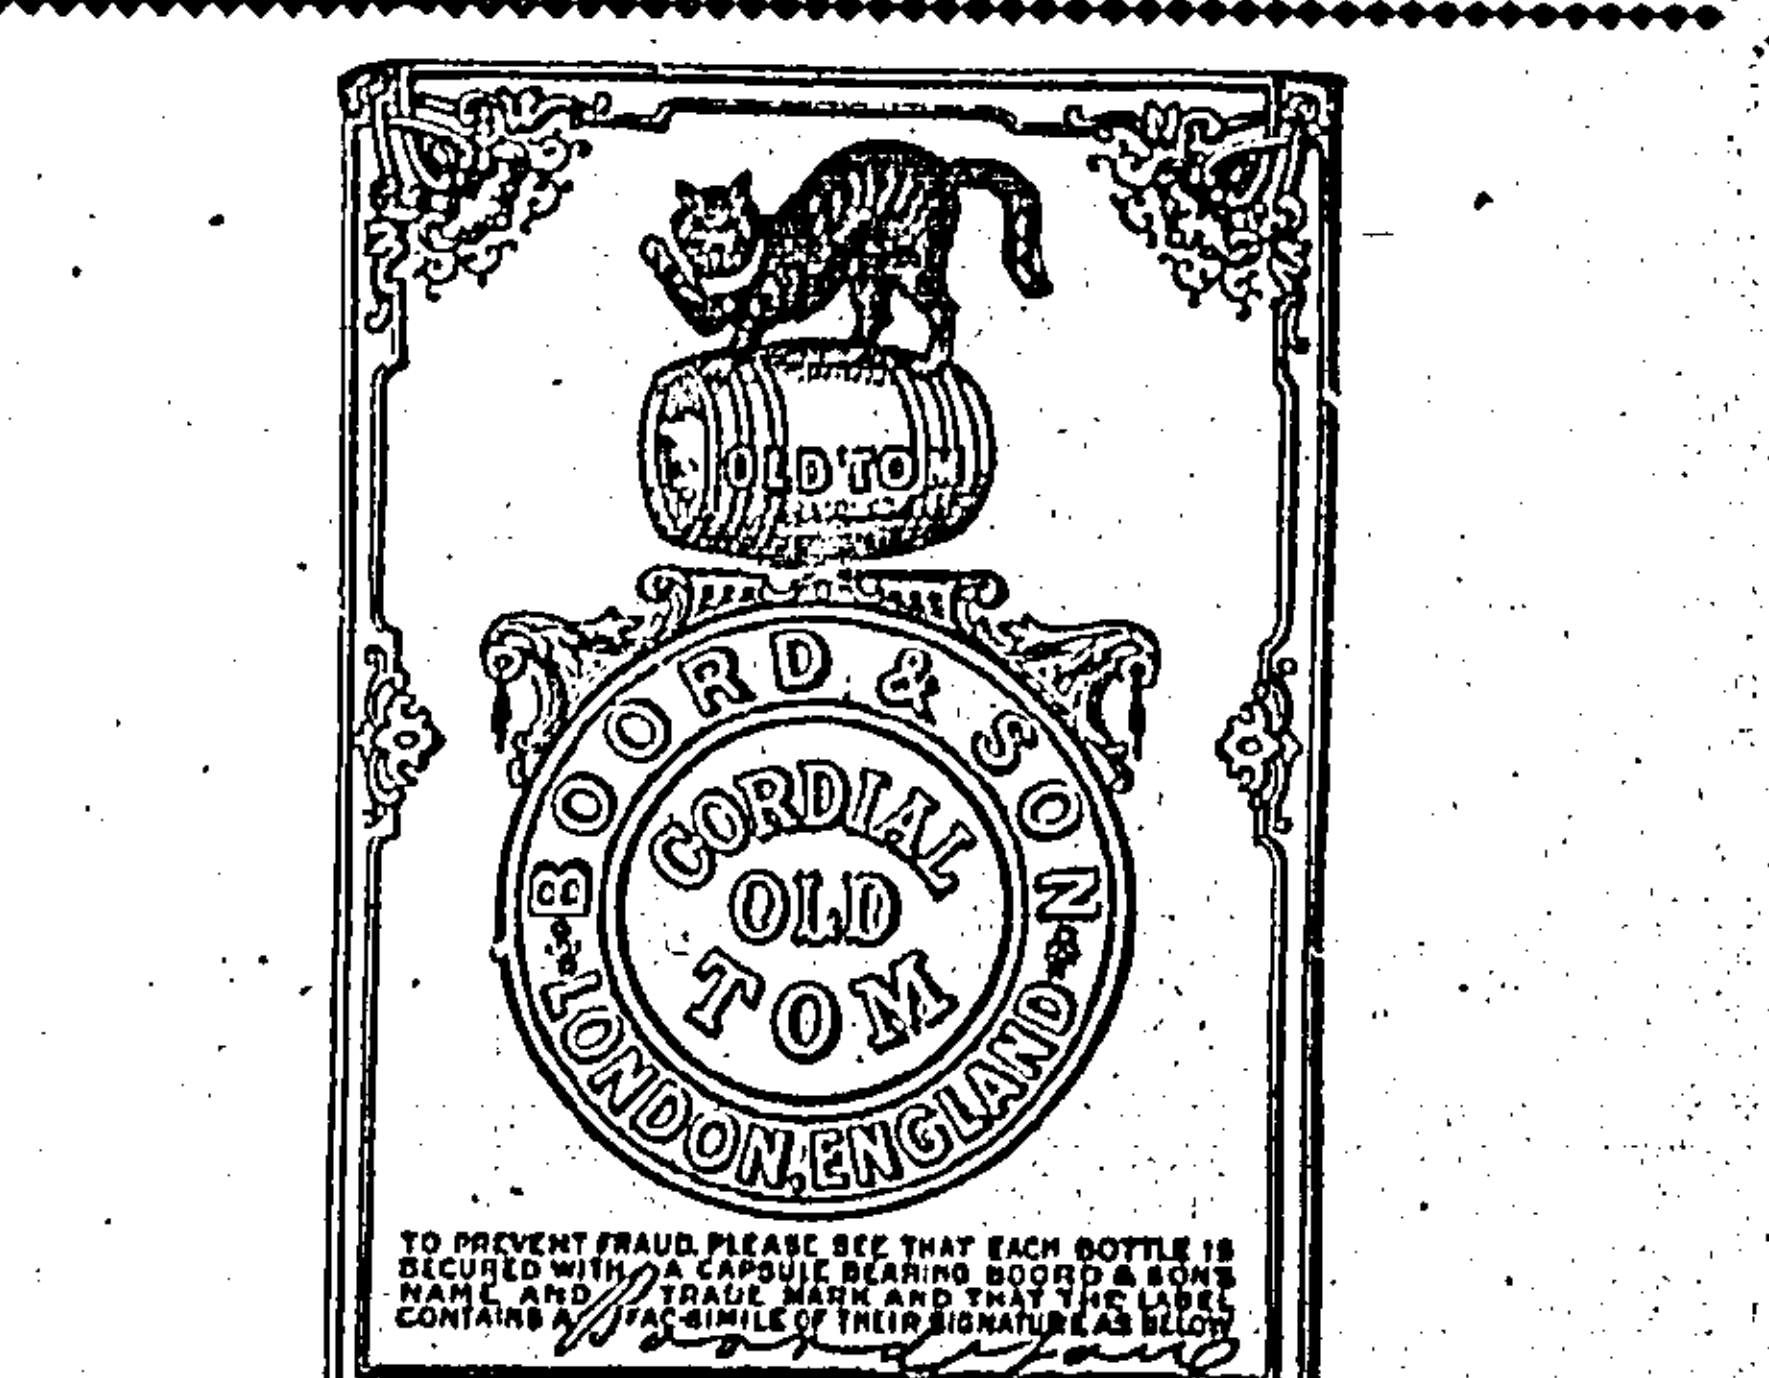 OLD TOM
BOORD & SON
CORDIAL
OLD
TOM
LONDON, ENGLAND
TO PREVENT FRAUD. PLEASE SEE THAT EACH BOTTLE IS
SECURED WITH A CAPSULE BEARING BOORD & SONS
NAME AND TRADE MARK AND THAT THE LABEL
CONTAINS A FAC-SIMILE OF THEIR SIGNATURE AS BELOW